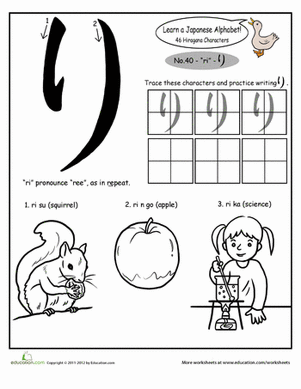 Learn a Japanese Alphabet!
46 Hiragana Characters
No.40 - "ri" - り
1 2
り
Trace these characters and practice writing り.
り り り
"ri" pronounce "ree", as in repeat.
1. ri su (squirrel) 2. ri n go (apple) 3. ri ka (science)
Education.com
Copyright © 2011-2012 by Education.com
More worksheets at www.education.com/worksheets